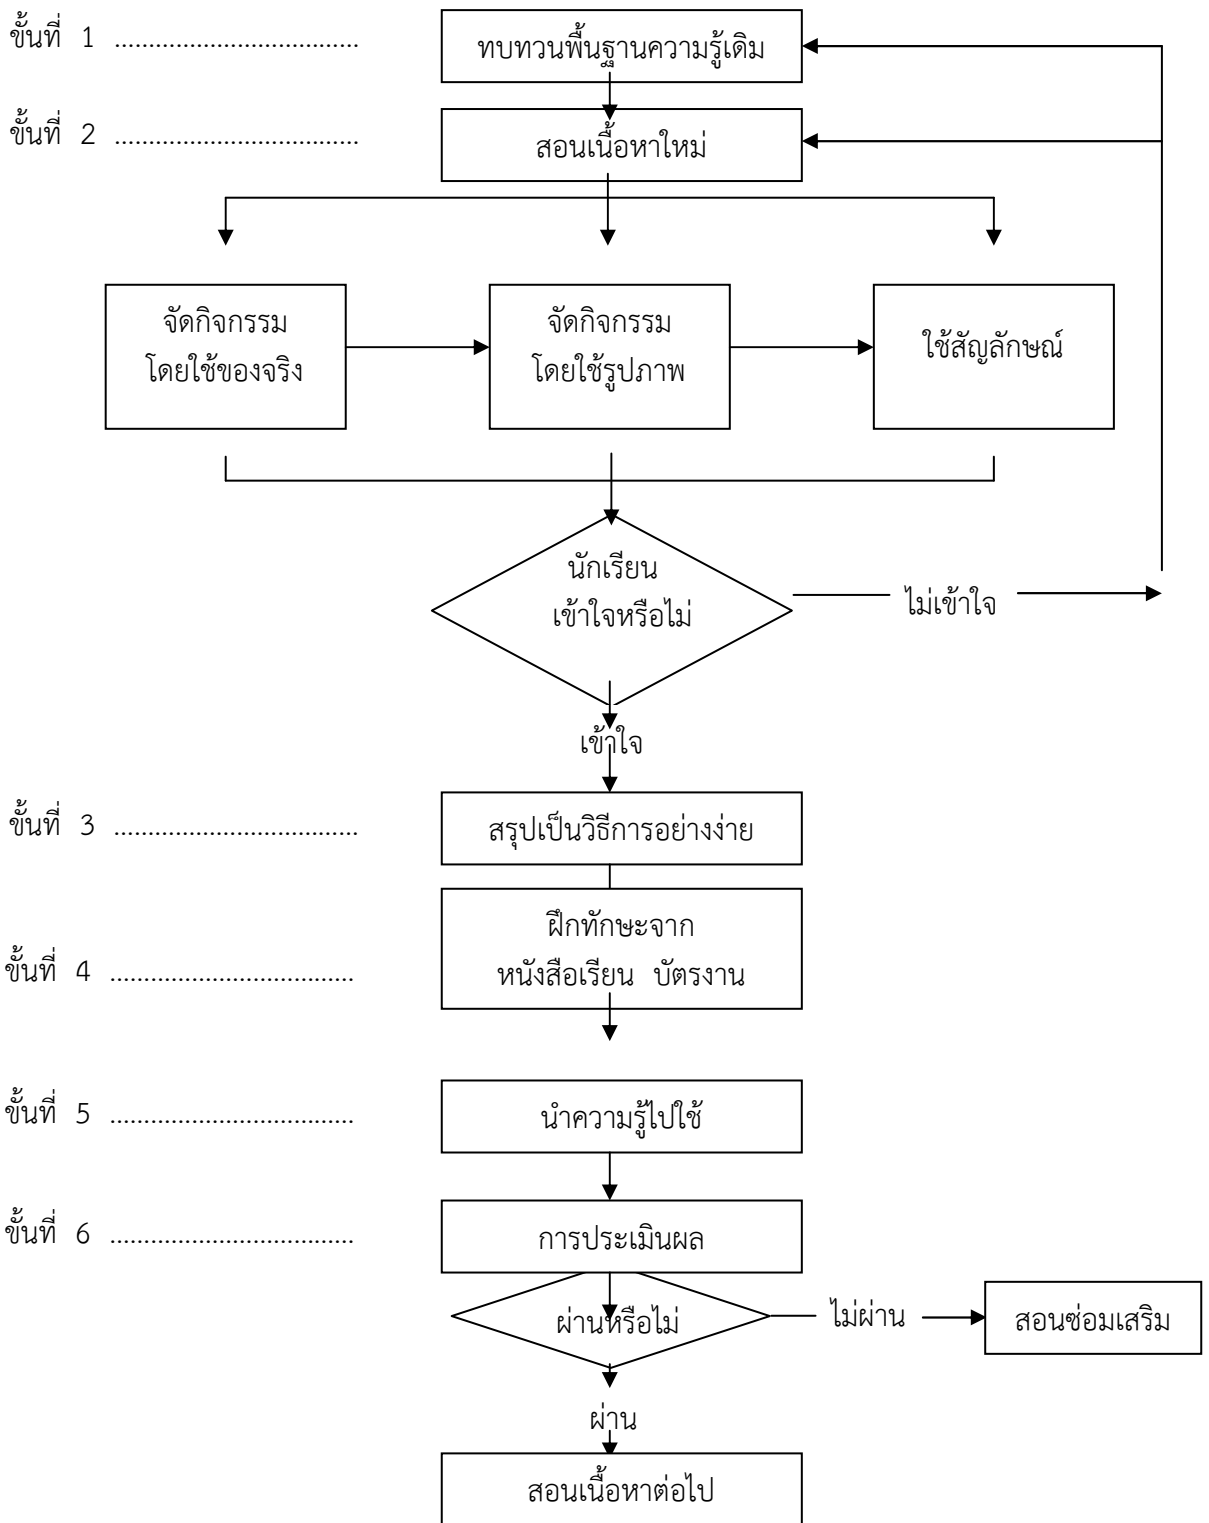 ขั้นที่ 1 ....................................
ทบทวนพื้นฐานความรู้เดิม
ขั้นที่ 2 ....................................
สอนเนื้อหาใหม่
จัดกิจกรรม
โดยใช้ของจริง
จัดกิจกรรม
โดยใช้รูปภาพ
ใช้สัญลักษณ์
นักเรียน
เข้าใจหรือไม่
ไม่เข้าใจ
เข้าใจ
ขั้นที่ 3 ....................................
สรุปเป็นวิธีการอย่างง่าย
ฝึกทักษะจาก
หนังสือเรียน บัตรงาน
ขั้นที่ 4 ....................................
ขั้นที่ 5 ....................................
นำความรู้ไปใช้
ขั้นที่ 6 ....................................
การประเมินผล
ผ่านหรือไม่
ไม่ผ่าน
สอนซ่อมเสริม
ผ่าน
สอนเนื้อหาต่อไป